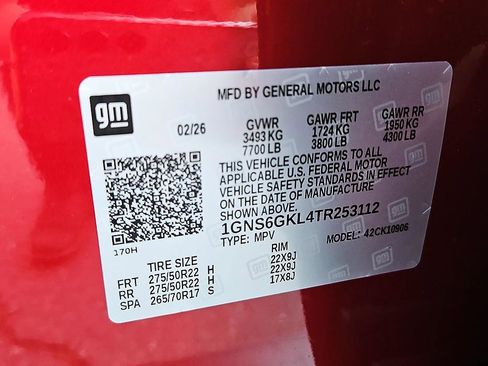 gm
MFD BY GENERAL MOTORS LLC
02/26
GVWR
3493 KG
7700 LB
GAWR FRT
1724 KG
3800 LB
GAWR RR
1950 KG
4300 LB
THIS VEHICLE CONFORMS TO ALL
APPLICABLE U.S. FEDERAL MOTOR
VEHICLE SAFETY STANDARDS IN EFFECT
ON THE DATE OF MANUFACTURE
1GNS6GKL4TR253112
TYPE: MPV MODEL: 42CK10906
170H
TIRE SIZE RIM
FRT 275/50R22 H 22X9J
RR 275/50R22 H 22X9J
SPA 265/70R17 S 17X8J